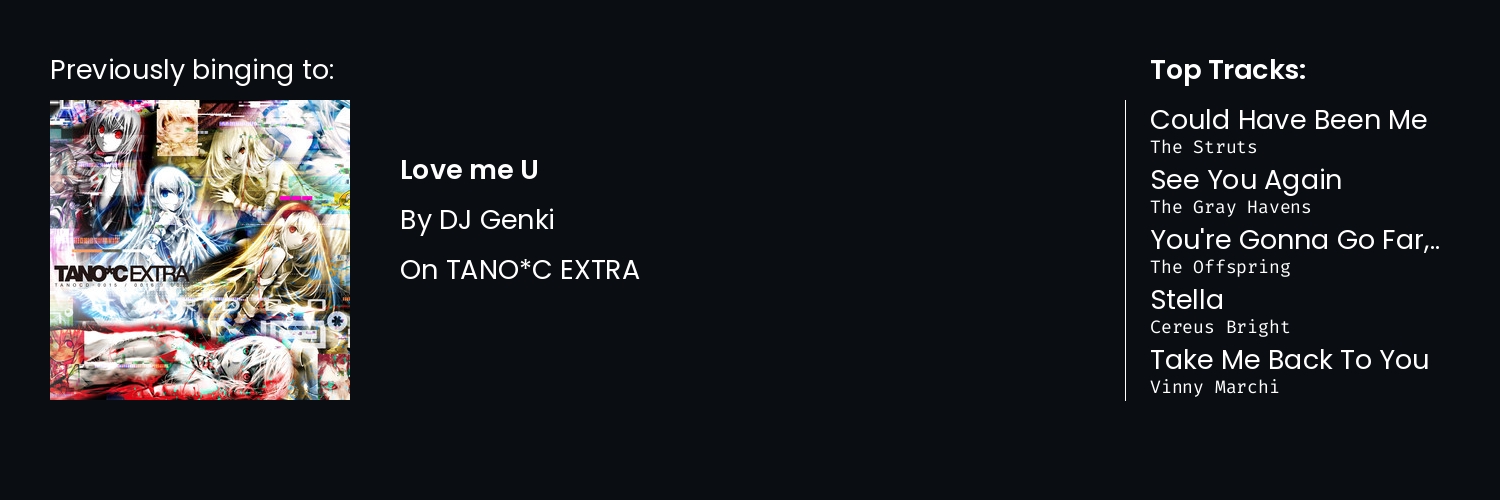 Previously binging to:
TANO*C EXTRA
Love me U
By DJ Genki
On TANO*C EXTRA
Top Tracks:
Could Have Been Me
The Struts
See You Again
The Gray Havens
You're Gonna Go Far,..
The Offspring
Stella
Cereus Bright
Take Me Back To You
Vinny Marchi